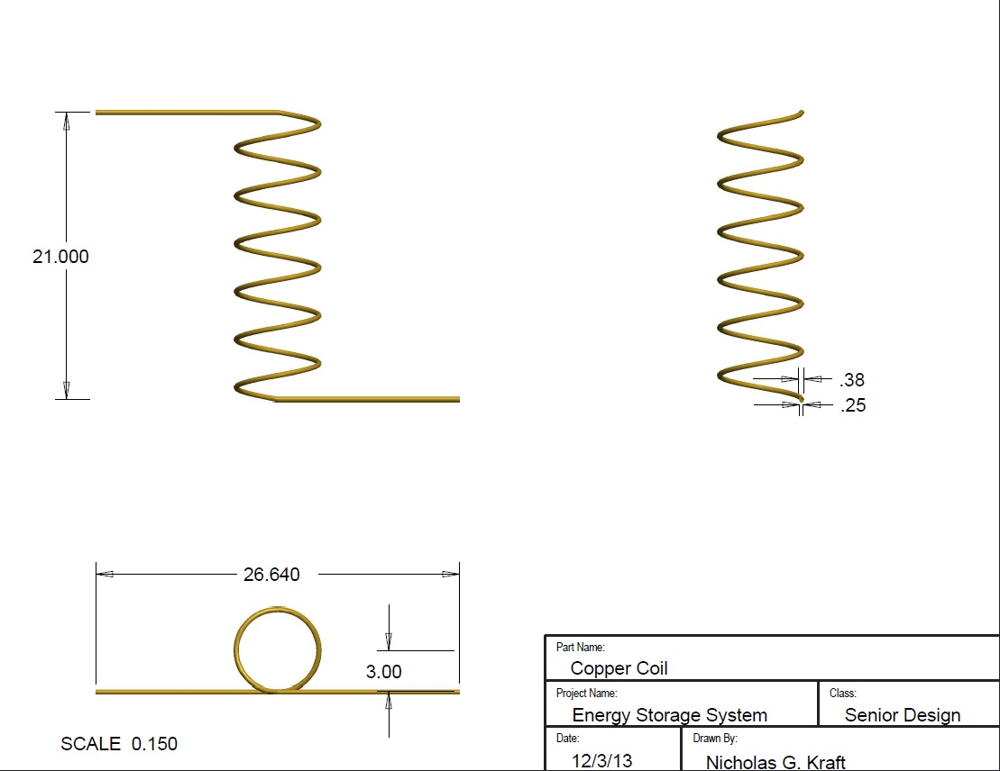 21.000
.38
.25
26.640
3.00
SCALE 0.150
Part Name:
Copper Coil
Project Name:
Energy Storage System
Class:
Senior Design
Date:
12/3/13
Drawn By:
Nicholas G. Kraft